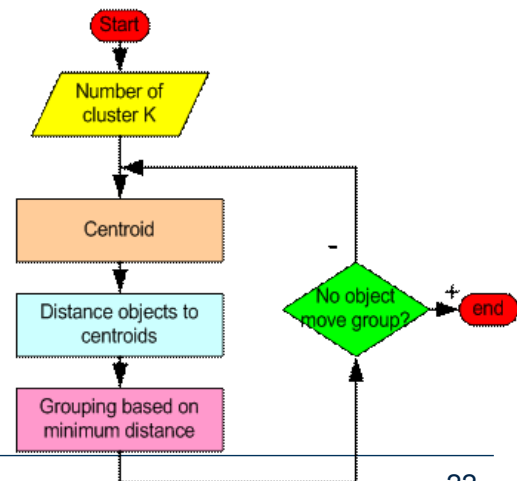 Start
Number of
cluster K
Centroid
Distance objects to
centroids
Grouping based on
minimum distance
-
No object
move group?
+
end